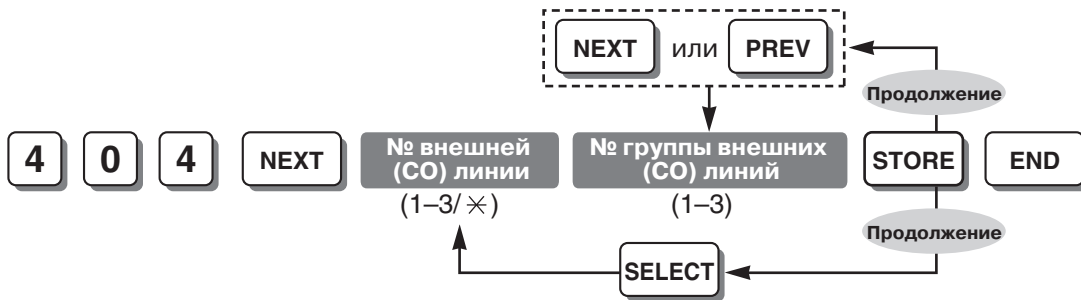 NEXT или PREV
Продолжение
4 0 4 NEXT № внешней (CO) линии № группы внешних (CO) линий STORE END
(1–3/✳) (1–3)
Продолжение
SELECT